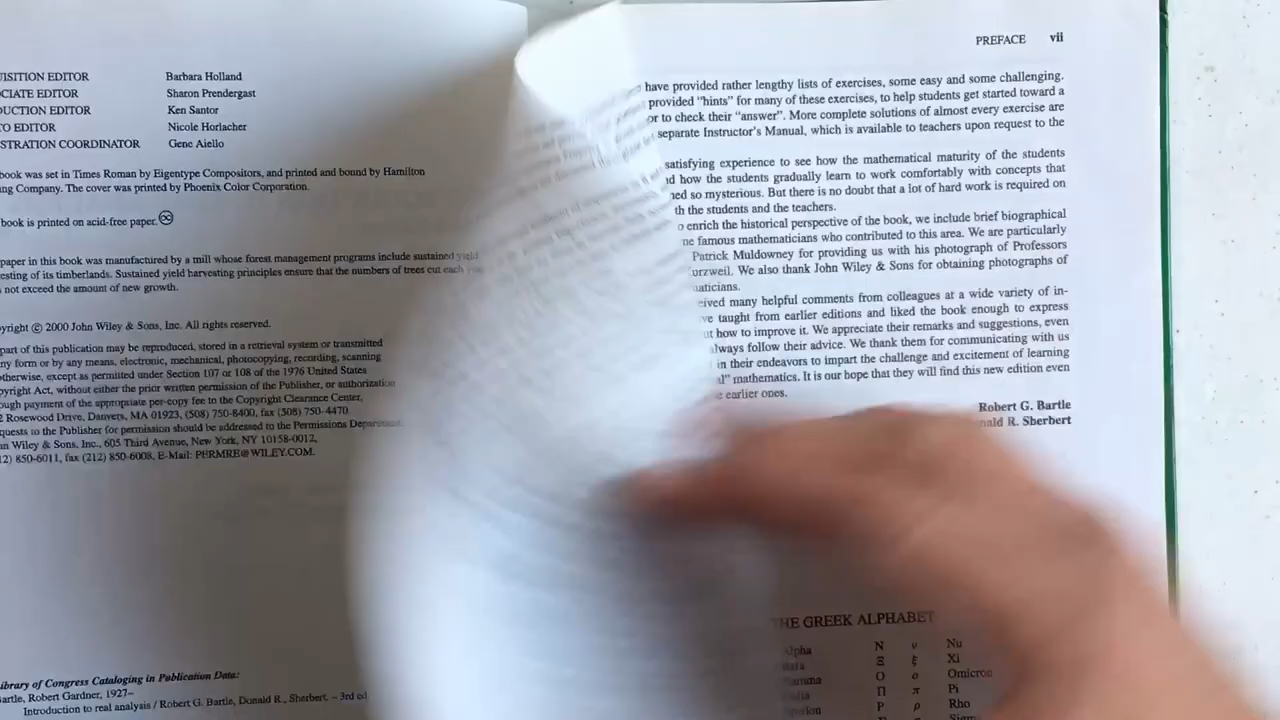 ISITION EDITOR Barbara Holland
CIATE EDITOR Sharon Prendergast
DUCTION EDITOR Ken Santor
TO EDITOR Nicole Horlacher
STRATION COORDINATOR Gene Aiello
book was set in Times Roman by Eigentype Compositors, and printed and bound by Hamilton
ng Company. The cover was printed by Phoenix Color Corporation.
book is printed on acid-free paper.
paper in this book was manufactured by a mill whose forest management programs include sustained yield
esting of its timberlands. Sustained yield harvesting principles ensure that the numbers of trees cut each
not exceed the amount of new growth.
yright © 2000 John Wiley & Sons, Inc. All rights reserved.
part of this publication may be reproduced, stored in a retrieval system or transmitted
ny form or by any means, electronic, mechanical, photocopying, recording, scanning
otherwise, except as permitted under Section 107 or 108 of the 1976 United States
pyright Act, without either the prior written permission of the Publisher, or authorization
ough payment of the appropriate per-copy fee to the Copyright Clearance Center,
2 Rosewood Drive, Danvers, MA 01923, (508) 750-8400, fax (508) 750-4470.
quests to the Publisher for permission should be addressed to the Permissions
n Wiley & Sons, Inc., 605 Third Avenue, New York, NY 10158-0012,
12) 850-6011, fax (212) 850-6008, E-Mail: PERMRE@WILEY.COM.
ibrary of Congress Cataloging in Publication Data:
artle, Robert Gardner, 1927–
Introduction to real analysis / Robert G. Bartle, Donald R., Sherbert. – 3rd ed
PREFACE vii
have provided rather lengthy lists of exercises, some easy and some challenging.
provided "hints" for many of these exercises, to help students get started toward a
or to check their "answer". More complete solutions of almost every exercise are
separate Instructor's Manual, which is available to teachers upon request to the
satisfying experience to see how the mathematical maturity of the students
d how the students gradually learn to work comfortably with concepts that
ned so mysterious. But there is no doubt that a lot of hard work is required on
th the students and the teachers.
o enrich the historical perspective of the book, we include brief biographical
ne famous mathematicians who contributed to this area. We are particularly
Patrick Muldowney for providing us with his photograph of Professors
urzweil. We also thank John Wiley & Sons for obtaining photographs of
aticians.
eived many helpful comments from colleagues at a wide variety of in-
ve taught from earlier editions and liked the book enough to express
ut how to improve it. We appreciate their remarks and suggestions, even
lways follow their advice. We thank them for communicating with us
in their endeavors to impart the challenge and excitement of learning
al" mathematics. It is our hope that they will find this new edition even
e earlier ones.
Robert G. Bartle
nald R. Sherbert
THE GREEK ALPHABET
Alpha N ν Nu
Ξ ξ Xi
O o Omicron
Π π Pi
P ρ Rho